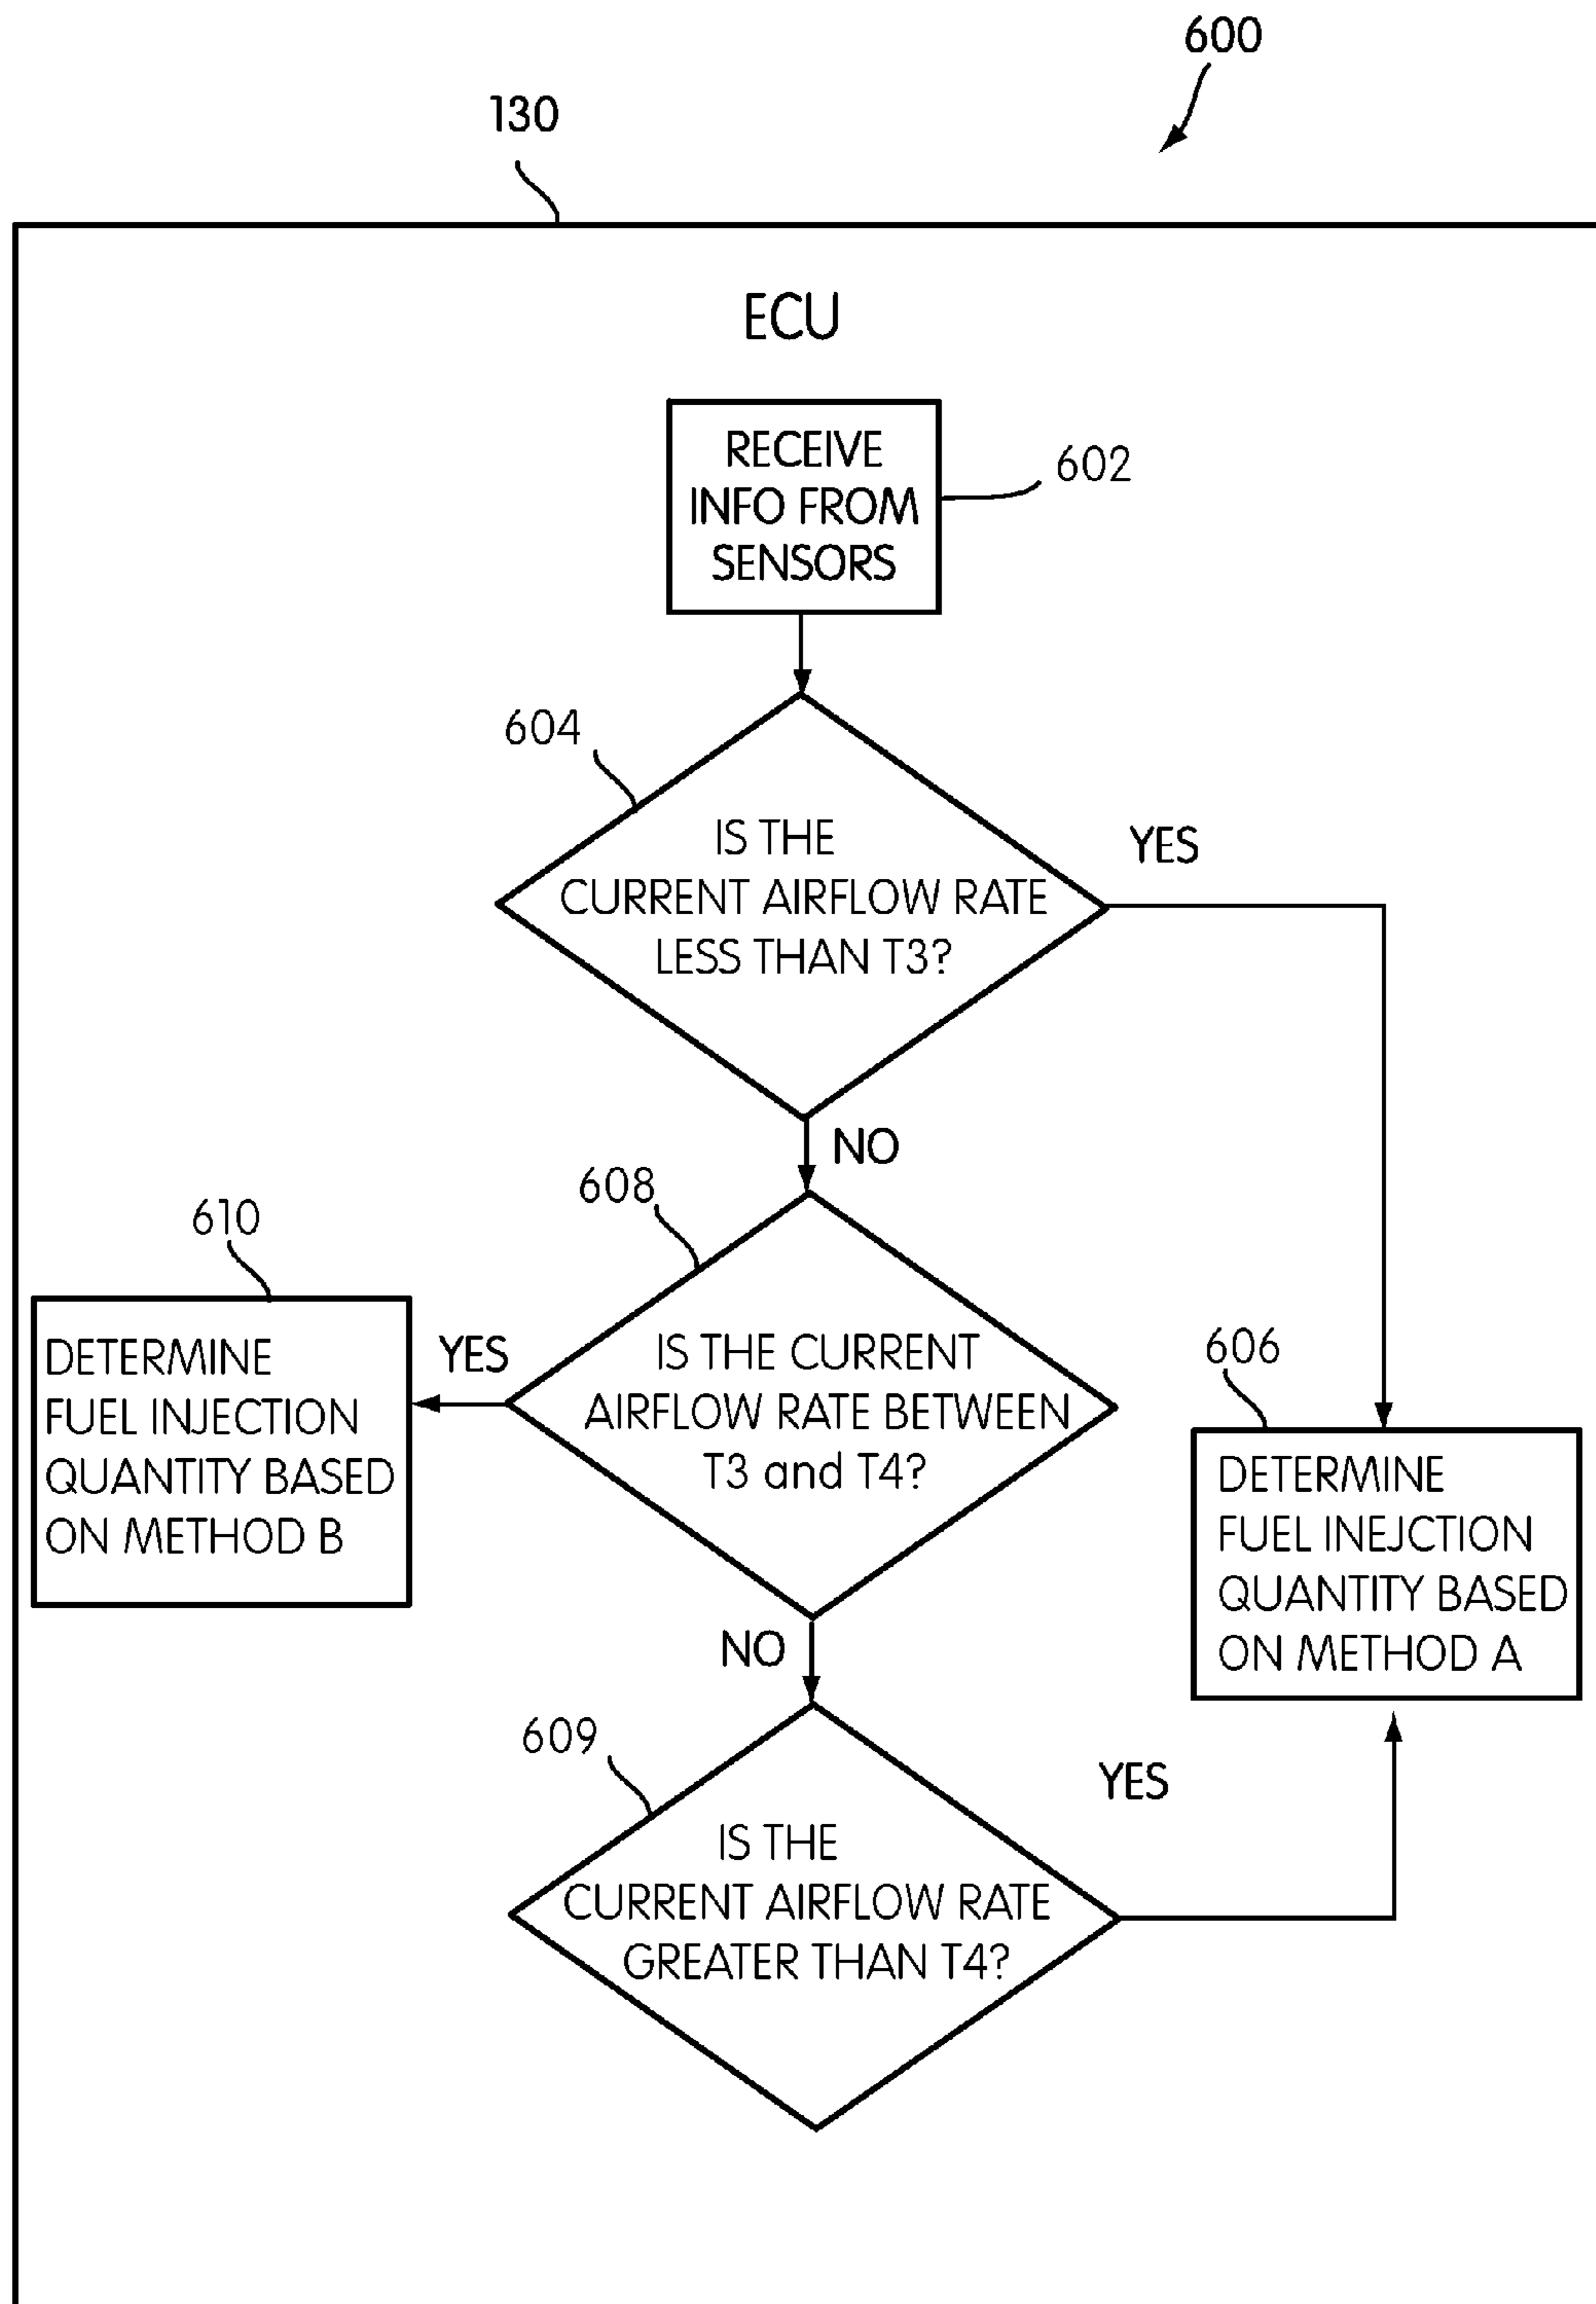 600
130
ECU
RECEIVE
INFO FROM
SENSORS
602
604
IS THE
CURRENT AIRFLOW RATE
LESS THAN T3?
YES
NO
608
610
DETERMINE
FUEL INJECTION
QUANTITY BASED
ON METHOD B
YES
IS THE CURRENT
AIRFLOW RATE BETWEEN
T3 and T4?
606
DETERMINE
FUEL INEJCTION
QUANTITY BASED
ON METHOD A
NO
609
IS THE
CURRENT AIRFLOW RATE
GREATER THAN T4?
YES